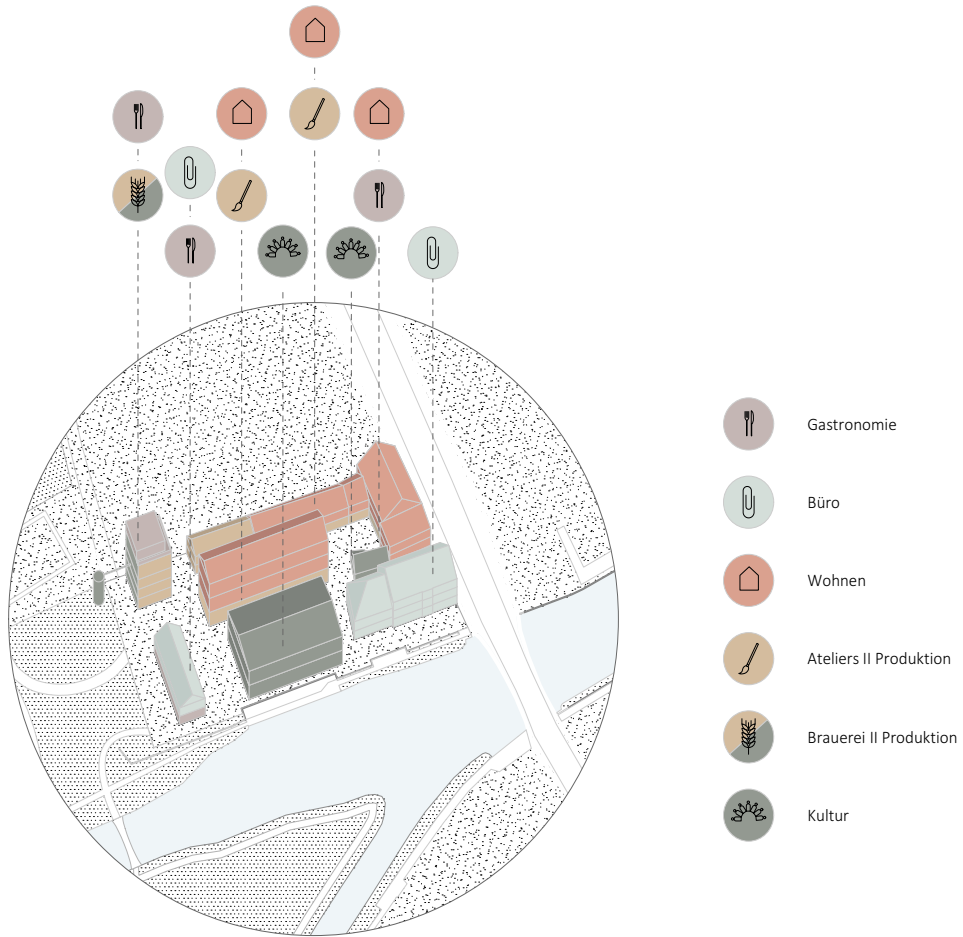 Gastronomie
Büro
Wohnen
Ateliers II Produktion
Brauerei II Produktion
Kultur